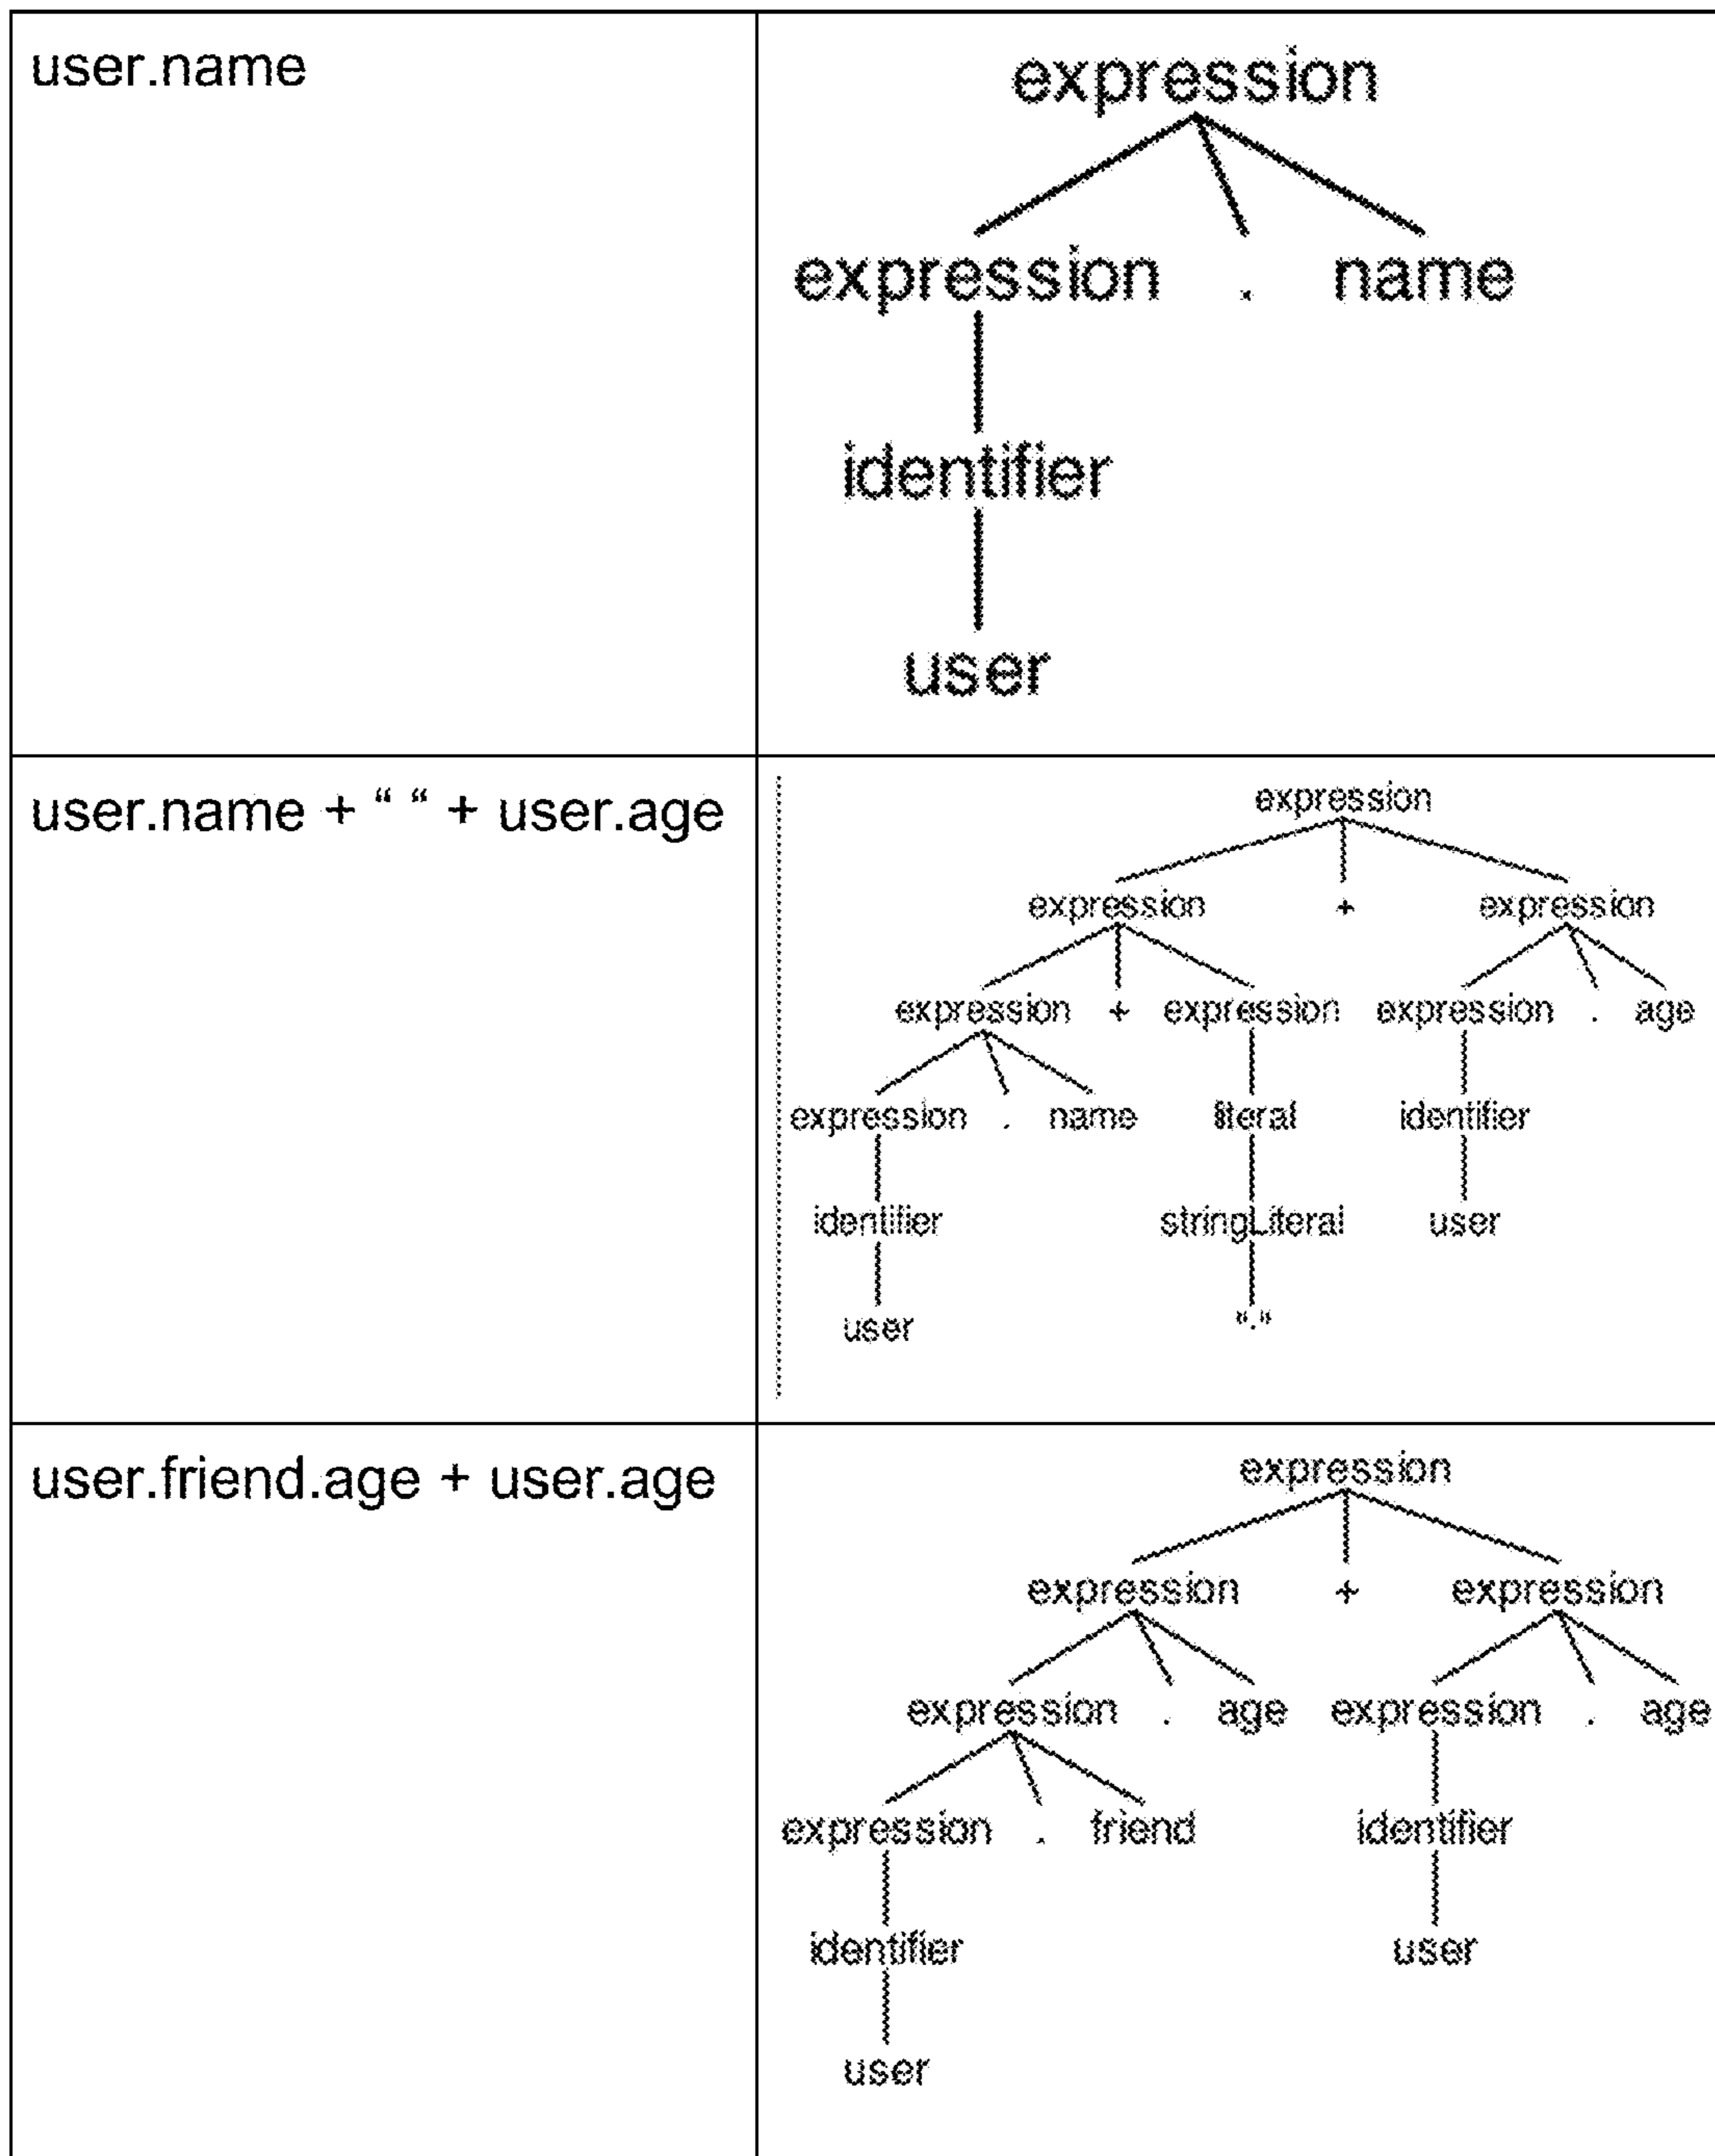 user.name
expression
expression . name
identifier
user
user.name + “ “ + user.age
expression
expression + expression
expression + expression expression . age
expression . name literal identifier
identifier stringLiteral user
user “.“
user.friend.age + user.age
expression
expression + expression
expression . age expression . age
expression . friend identifier
identifier user
user